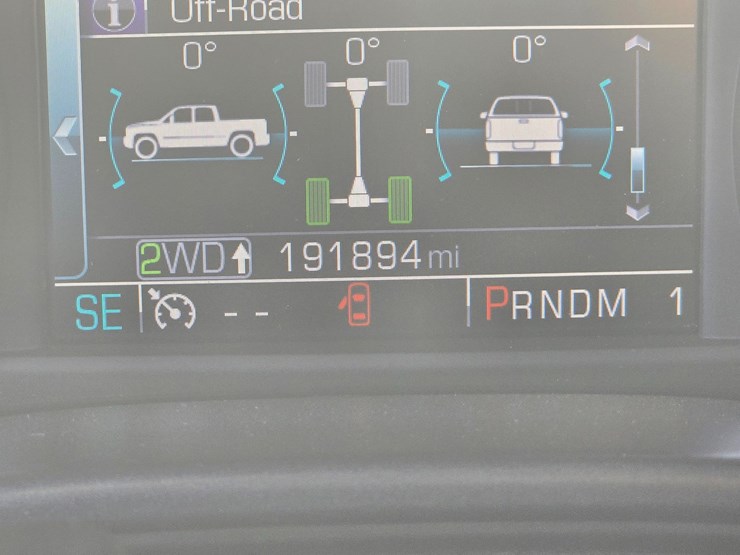 i Off-Road
0° 0° 0°
2WD 191894 mi
SE -- PRNDM 1